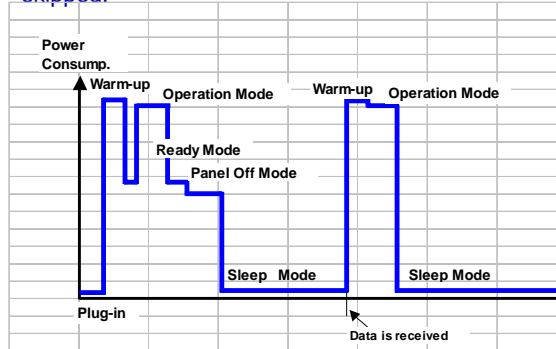 skipped.
Power
Consump.
Warm-up
Operation Mode
Warm-up
Operation Mode
Ready Mode
Panel Off Mode
Sleep Mode
Sleep Mode
Plug-in
Data is received